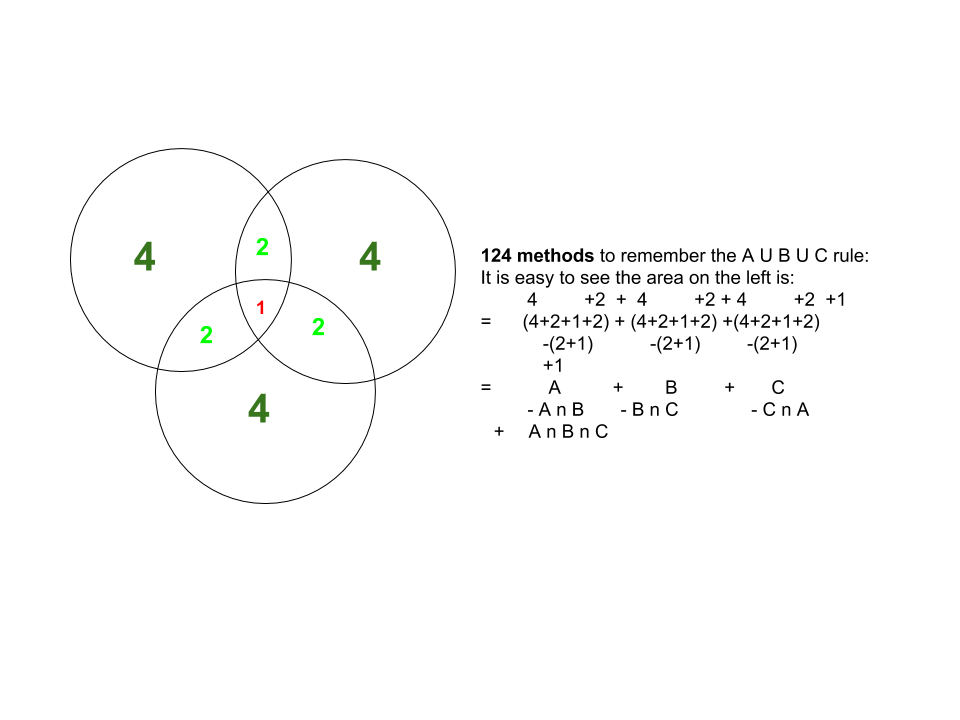 4
4
2
1
2
2
4
124 methods to remember the A U B U C rule:
It is easy to see the area on the left is:
4 +2 + 4 +2 + 4 +2 +1
= (4+2+1+2) + (4+2+1+2) +(4+2+1+2)
-(2+1) -(2+1) -(2+1)
+1
= A + B + C
- A n B - B n C - C n A
+ A n B n C